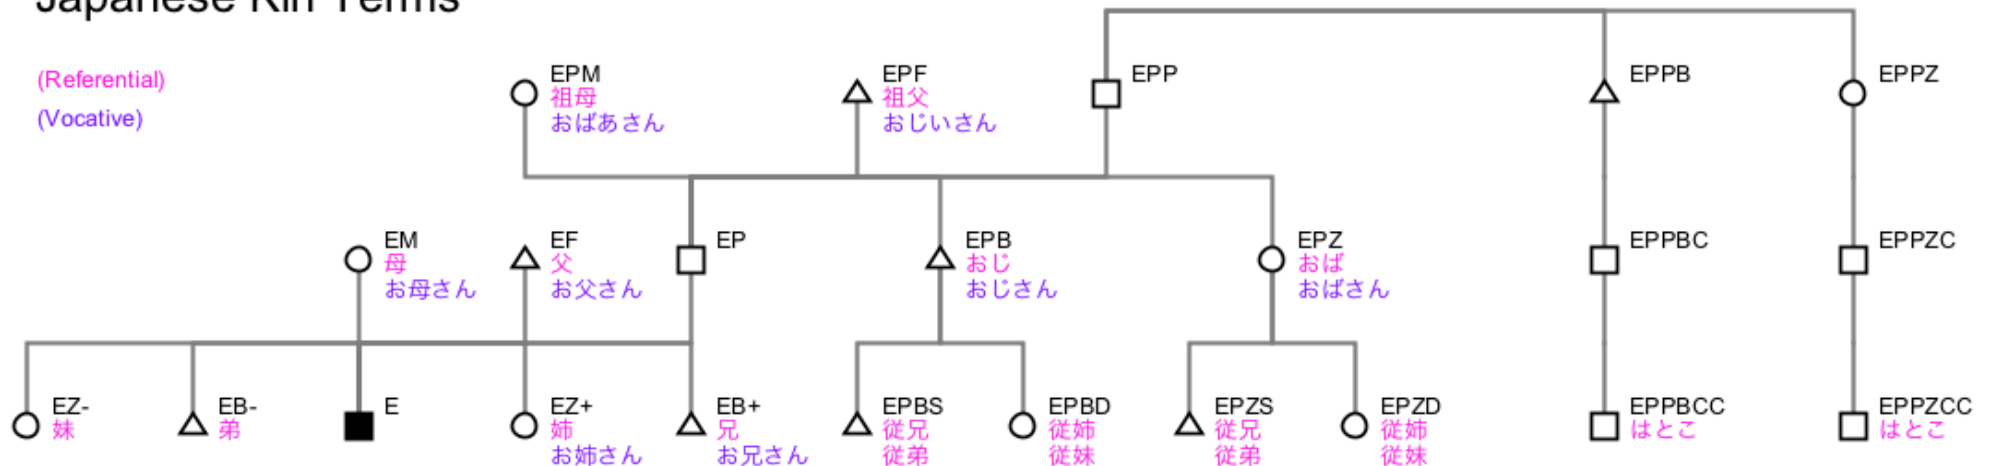 Japanese Kin Terms
(Referential)
(Vocative)
EPM
祖母
おばあさん
EPF
祖父
おじいさん
EPP
EPPB
EPPZ
EM
母
お母さん
EF
父
お父さん
EP
EPB
おじ
おじさん
EPZ
おば
おばさん
EPPBC
EPPZC
EZ-
妹
EB-
弟
E
EZ+
姉
お姉さん
EB+
兄
お兄さん
EPBS
従兄
従弟
EPBD
従姉
従妹
EPZS
従兄
従弟
EPZD
従姉
従妹
EPPBCC
はとこ
EPPZCC
はとこ